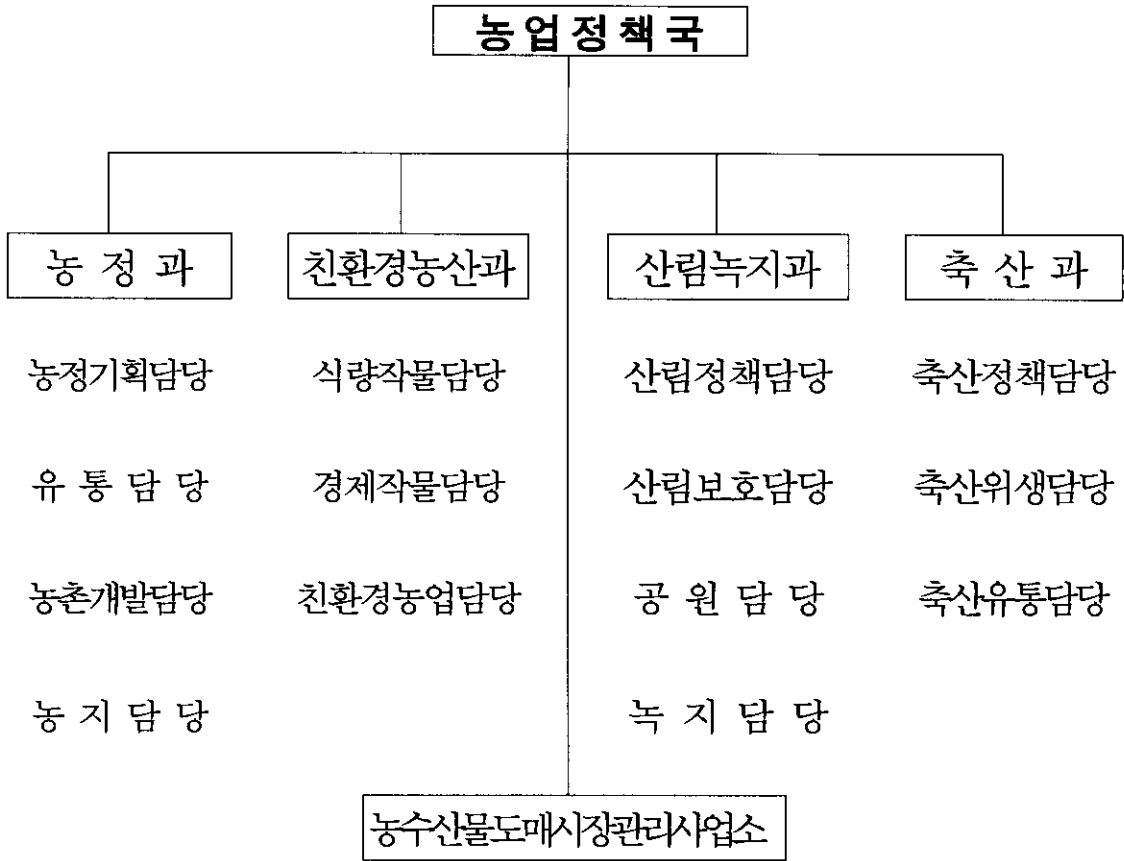 농업정책국
농 정 과 친환경농산과 산림녹지과 축 산 과
농정기획담당 식량작물담당 산림정책담당 축산정책담당
유 통 담 당 경제작물담당 산림보호담당 축산위생담당
농촌개발담당 친환경농업담당 공 원 담 당 축산유통담당
농 지 담 당 녹 지 담 당
농수산물도매시장관리사업소